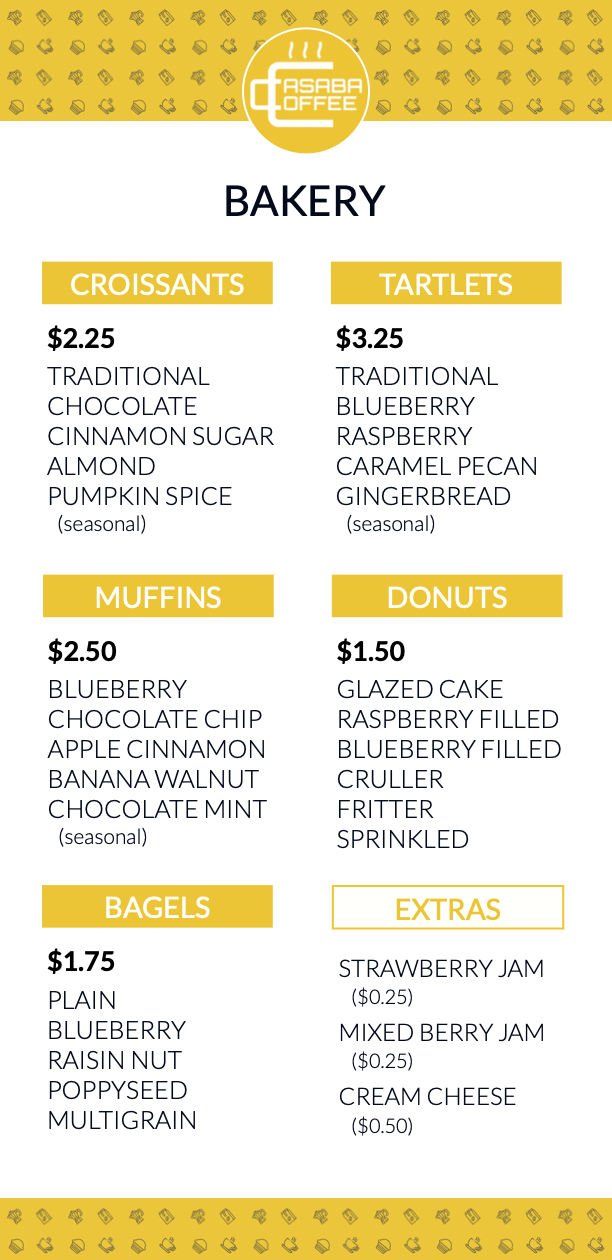 CASABA
COFFEE
BAKERY
CROISSANTS
$2.25
TRADITIONAL
CHOCOLATE
CINNAMON SUGAR
ALMOND
PUMPKIN SPICE
(seasonal)
TARTLETS
$3.25
TRADITIONAL
BLUEBERRY
RASPBERRY
CARAMEL PECAN
GINGERBREAD
(seasonal)
MUFFINS
$2.50
BLUEBERRY
CHOCOLATE CHIP
APPLE CINNAMON
BANANA WALNUT
CHOCOLATE MINT
(seasonal)
DONUTS
$1.50
GLAZED CAKE
RASPBERRY FILLED
BLUEBERRY FILLED
CRULLER
FRITTER
SPRINKLED
BAGELS
$1.75
PLAIN
BLUEBERRY
RAISIN NUT
POPPYSEED
MULTIGRAIN
EXTRAS
STRAWBERRY JAM
($0.25)
MIXED BERRY JAM
($0.25)
CREAM CHEESE
($0.50)